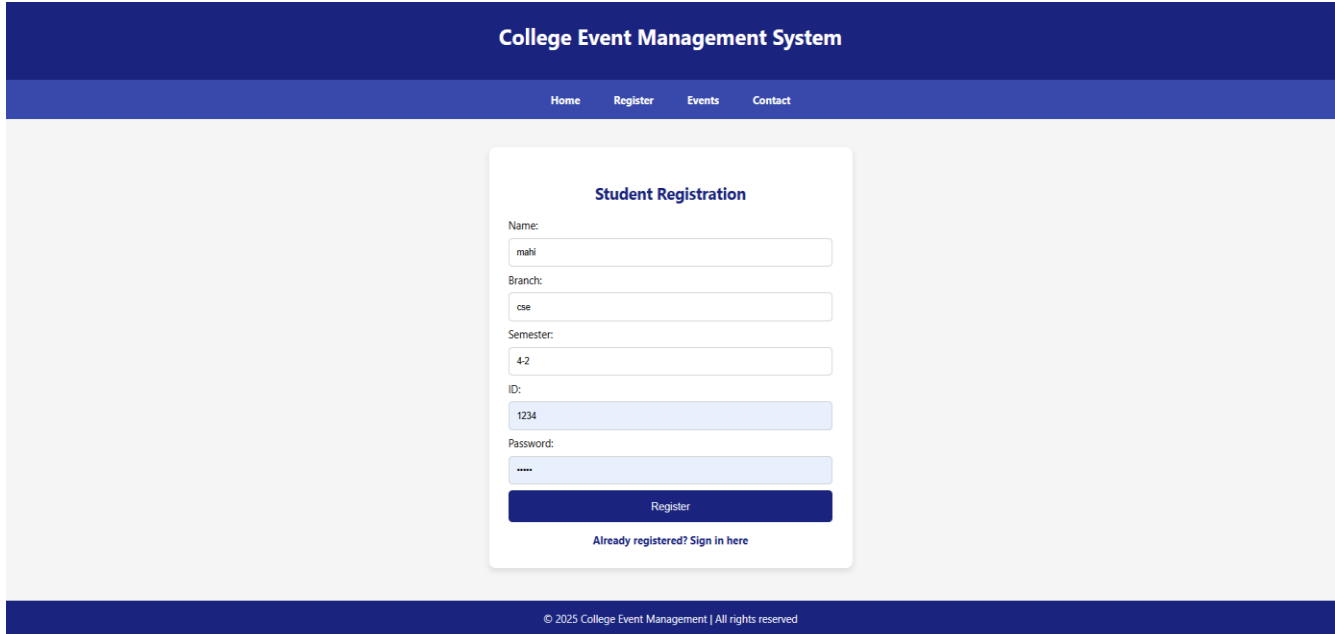 College Event Management System
Home Register Events Contact
Student Registration
Name:
mahi
Branch:
cse
Semester:
4-2
ID:
1234
Password:
•••••
Register
Already registered? Sign in here
© 2025 College Event Management | All rights reserved